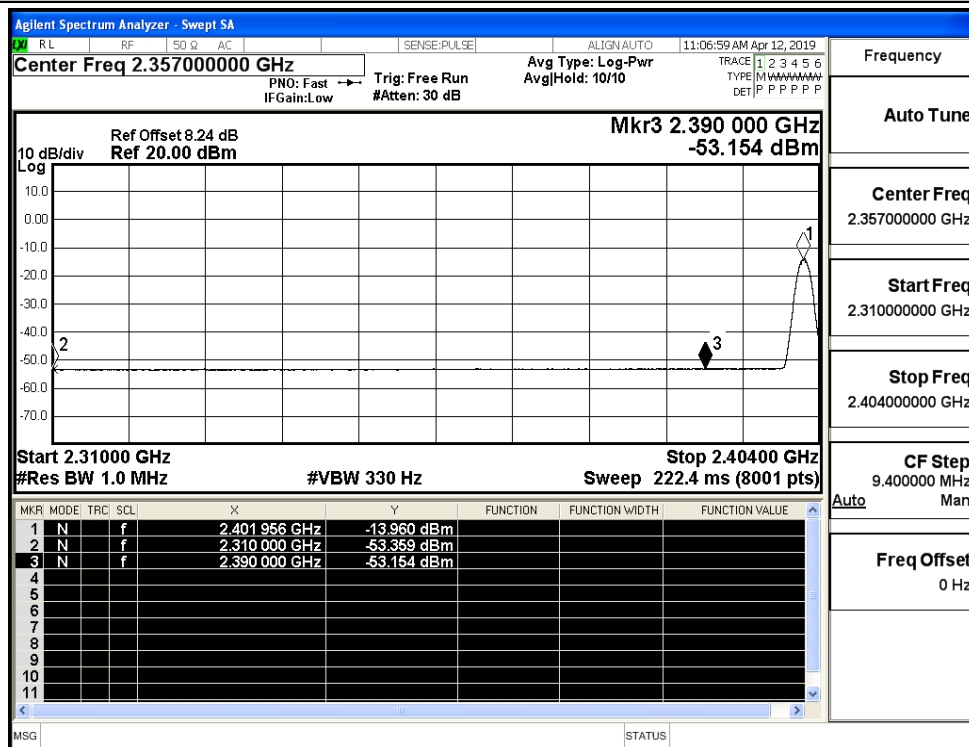 Agilent Spectrum Analyzer - Swept SA
LXI RL RF 50 Ω AC SENSE:PULSE ALIGN AUTO 11:06:59 AM Apr 12, 2019
Center Freq 2.357000000 GHz
PNO: Fast
IFGain:Low
Trig: Free Run
#Atten: 30 dB
Avg Type: Log-Pwr
Avg|Hold: 10/10
TRACE 1 2 3 4 5 6
TYPE M WWWWW
DET P P P P P P
Ref Offset 8.24 dB
Ref 20.00 dBm
10 dB/div
Log
Mkr3 2.390 000 GHz
-53.154 dBm
10.0
0.00
-10.0
-20.0
-30.0
-40.0
-50.0
-60.0
-70.0
1
2
3
Start 2.31000 GHz Stop 2.40400 GHz
#Res BW 1.0 MHz #VBW 330 Hz Sweep 222.4 ms (8001 pts)
MKR MODE TRC SCL X Y FUNCTION FUNCTION WIDTH FUNCTION VALUE
1 N f 2.401 956 GHz -13.960 dBm
2 N f 2.310 000 GHz -53.359 dBm
3 N f 2.390 000 GHz -53.154 dBm
4
5
6
7
8
9
10
11
MSG STATUS
Frequency
Auto Tune
Center Freq
2.357000000 GHz
Start Freq
2.310000000 GHz
Stop Freq
2.404000000 GHz
CF Step
9.400000 MHz
Auto Man
Freq Offset
0 Hz